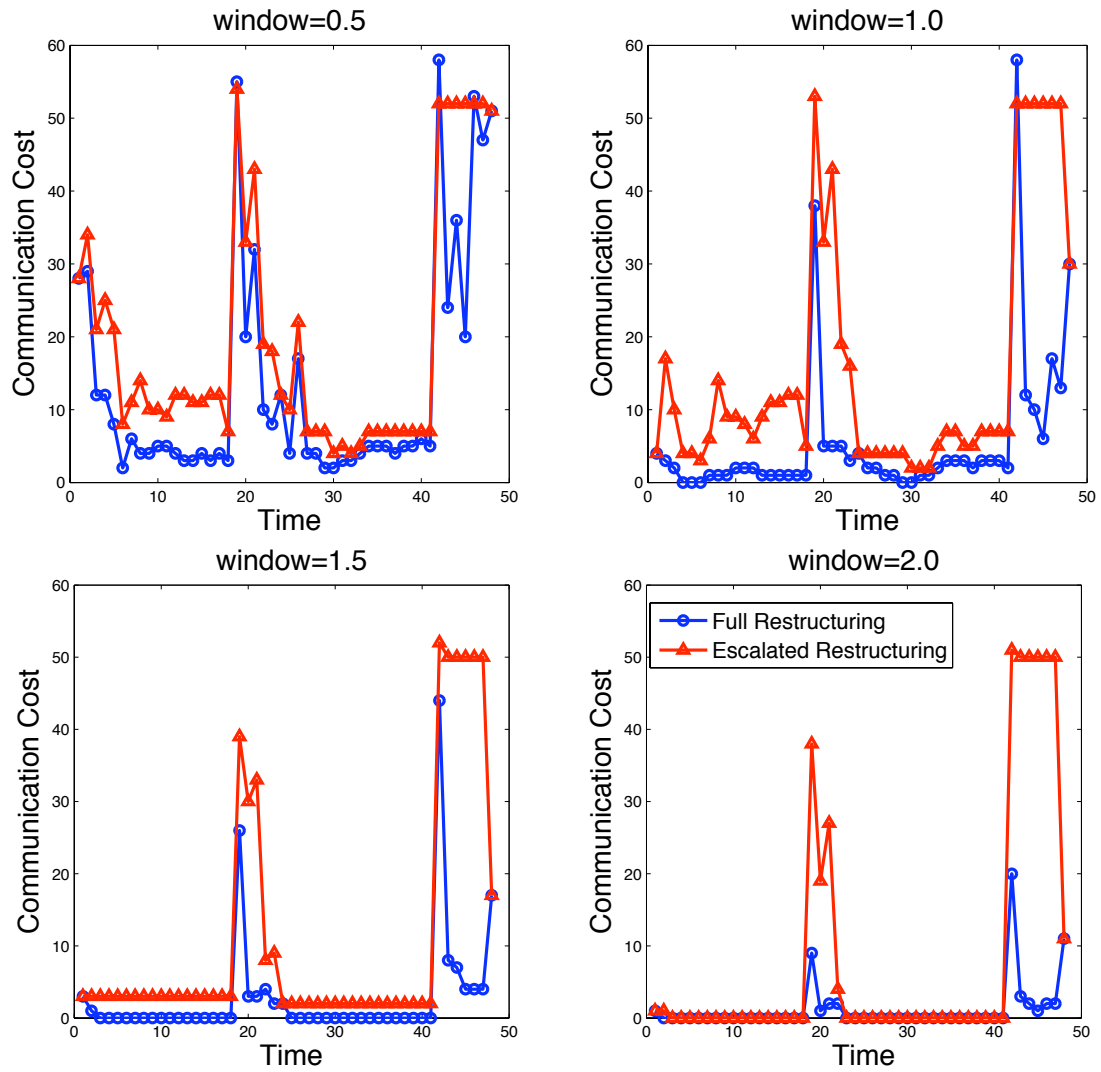 window=0.5
window=1.0
60
50
40
30
20
10
0
Communication Cost
0 10 20 30 40 50
Time
60
50
40
30
20
10
0
Communication Cost
0 10 20 30 40 50
Time
window=1.5
window=2.0
60
50
40
30
20
10
0
Communication Cost
0 10 20 30 40 50
Time
60
50
40
30
20
10
0
Communication Cost
Full Restructuring
Escalated Restructuring
0 10 20 30 40 50
Time